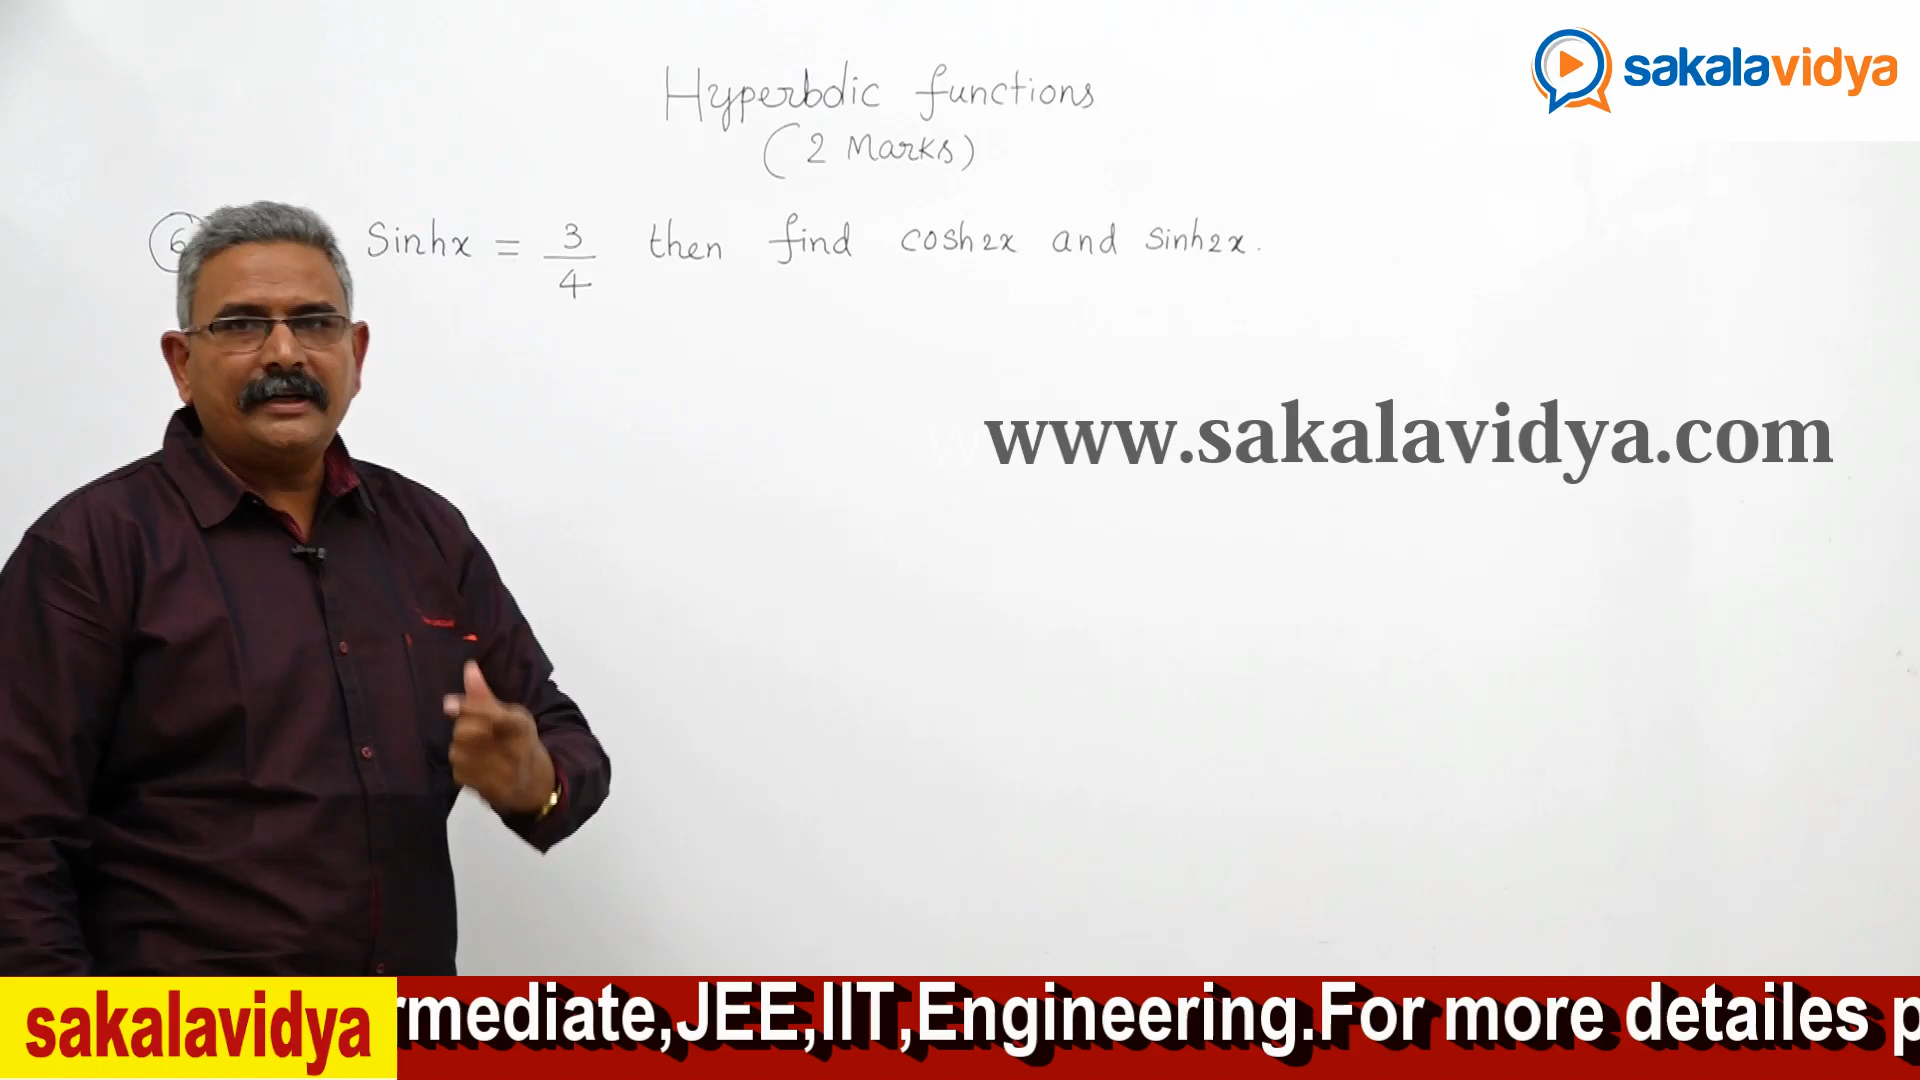 sakalavidya
Hyperbolic functions
(2 Marks)
6 Sinhx = 3/4 then find cosh2x and sinh2x.
www.sakalavidya.com
sakalavidya
rmediate,JEE,IIT,Engineering.For more detailes p